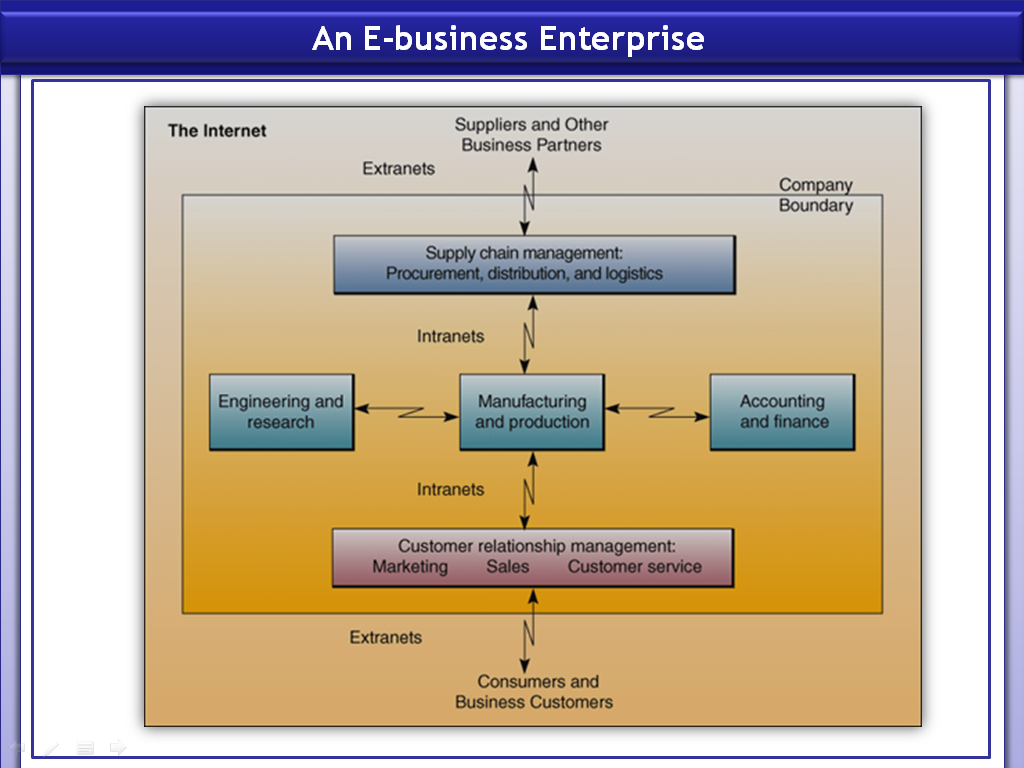 An E-business Enterprise
The Internet
Suppliers and Other
Business Partners
Extranets
Company
Boundary
Supply chain management:
Procurement, distribution, and logistics
Intranets
Engineering and
research
Manufacturing
and production
Accounting
and finance
Intranets
Customer relationship management:
Marketing Sales Customer service
Extranets
Consumers and
Business Customers